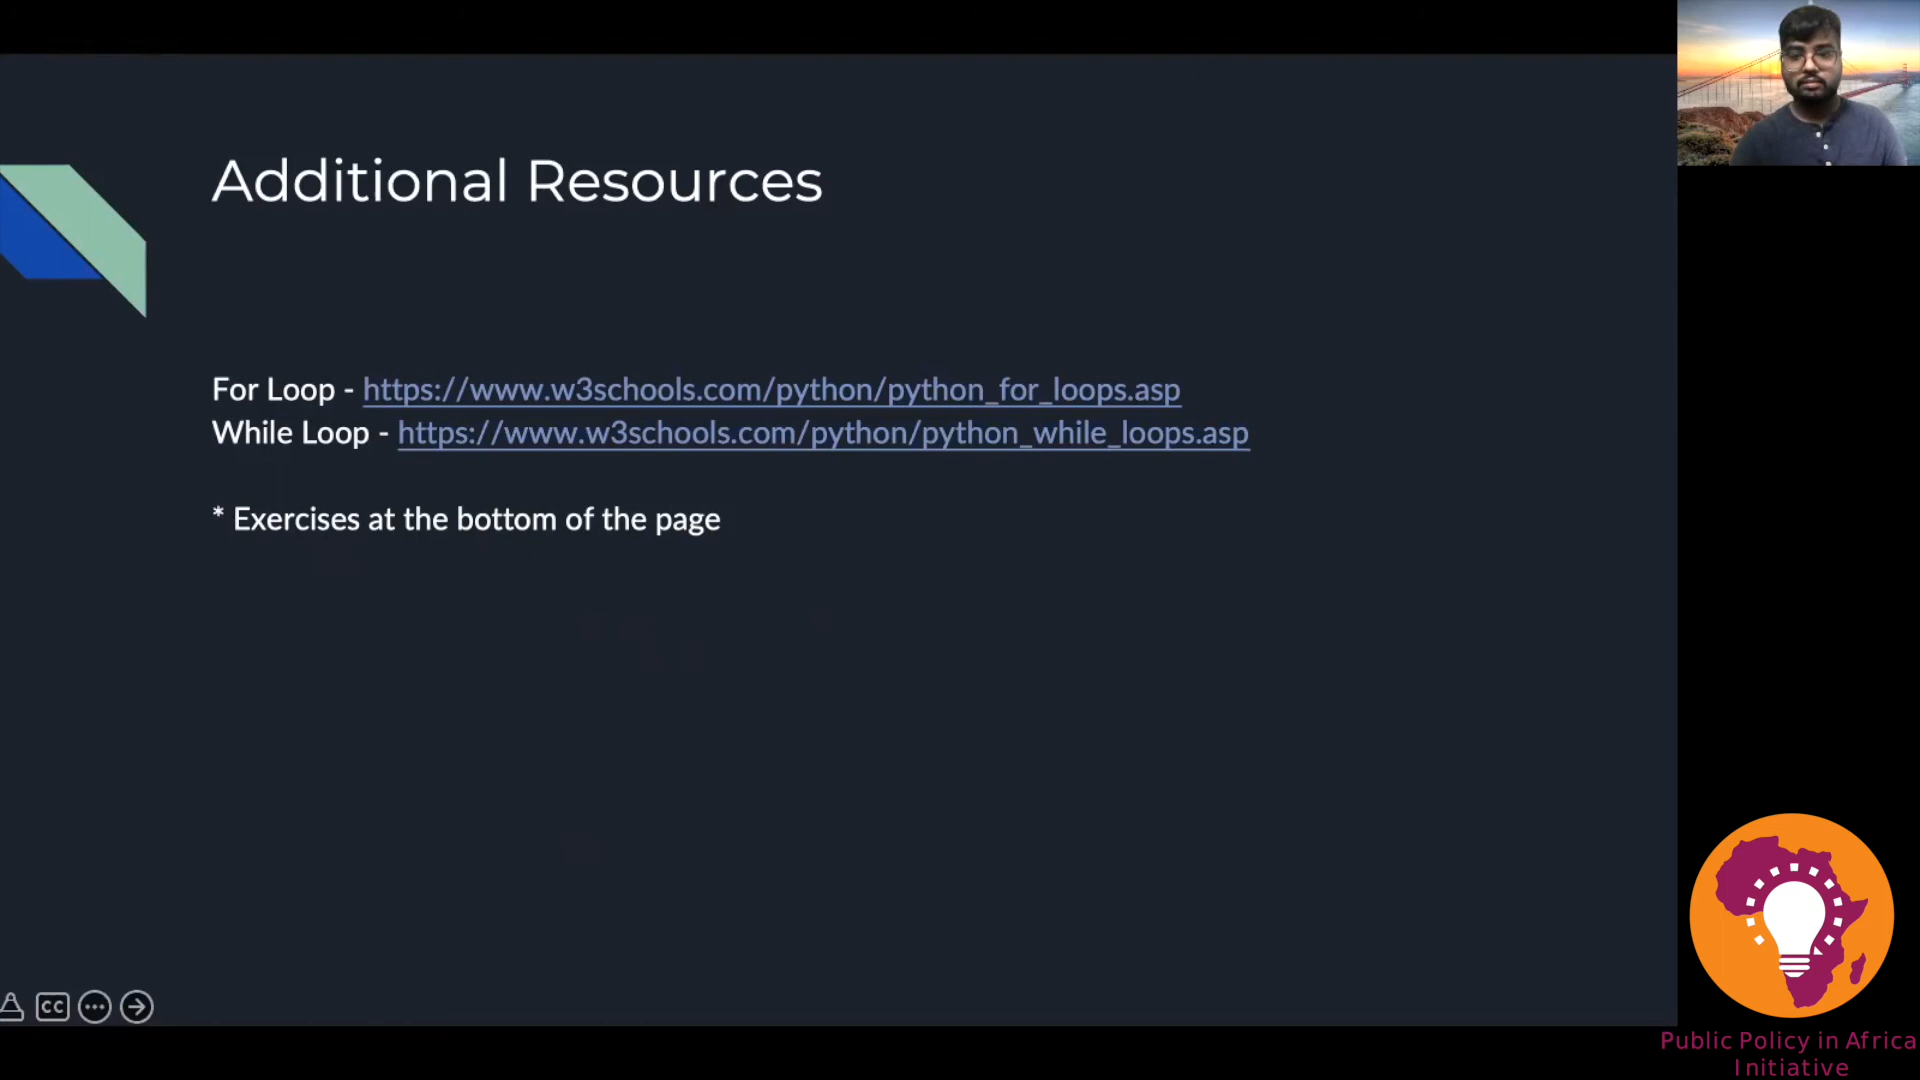 Additional Resources
For Loop - https://www.w3schools.com/python/python_for_loops.asp
While Loop - https://www.w3schools.com/python/python_while_loops.asp
* Exercises at the bottom of the page
CC
Public Policy in Africa
Initiative